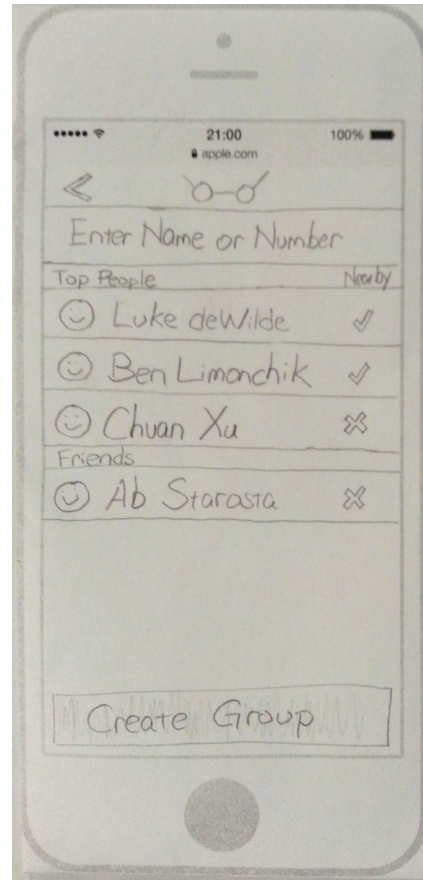 21:00 100%
apple.com
Enter Name or Number
Top People Nearby
Luke deWilde
Ben Limonchik
Chuan Xu
Friends
Ab Starosta
Create Group